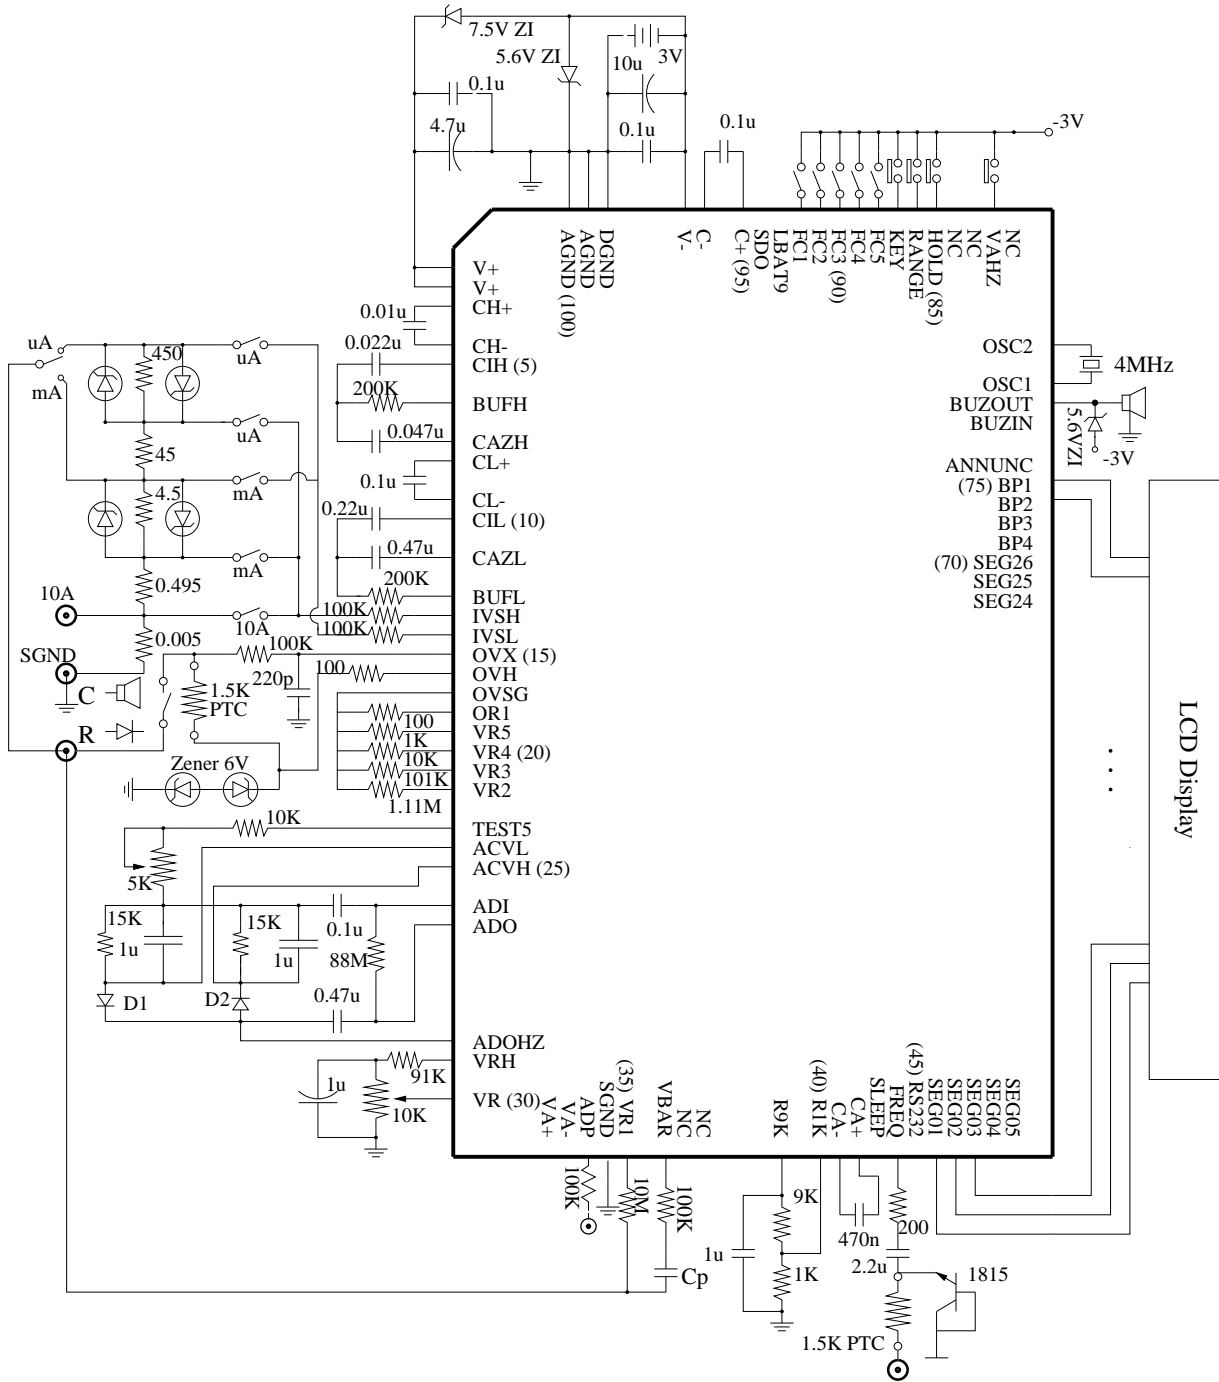 7.5V ZI
5.6V ZI
3V
10u
0.1u
4.7u
0.1u
0.1u
-3V
AGND (100)
AGND
DGND
V-
C-
C+ (95)
SDO
LBAT9
FC1
FC2
FC3 (90)
FC4
FC5
KEY
RANGE
HOLD (85)
NC
NC
VAHZ
NC
V+
V+
CH+
CH-
CIH (5)
BUFH
CAZH
CL+
CL-
CIL (10)
CAZL
BUFL
IVSH
IVSL
OVX (15)
OVH
OVSG
OR1
VR5
VR4 (20)
VR3
VR2
TEST5
ACVL
ACVH (25)
ADI
ADO
ADOHZ
VRH
VR (30)
0.01u
0.022u
200K
0.047u
0.1u
0.22u
0.47u
200K
100K
100K
100K
220p
100
100
1K
10K
101K
1.11M
uA
mA
450
uA
uA
45
4.5
mA
mA
0.495
10A
10A
0.005
SGND
C
R
1.5K
PTC
Zener 6V
10K
5K
15K
1u
15K
1u
0.1u
88M
D1
D2
0.47u
91K
1u
10K
VA+
VA-
ADP
SGND
(35) VR1
VBAR
NC
NC
R9K
(40) R1K
CA-
CA+
SLEEP
FREQ
(45) RS232
SEG01
SEG02
SEG03
SEG04
SEG05
100K
10M
100K
Cp
9K
1u
1K
470n
200
2.2u
1815
1.5K PTC
OSC2
OSC1
BUZOUT
BUZIN
ANNUNC
(75) BP1
BP2
BP3
BP4
(70) SEG26
SEG25
SEG24
4MHz
5.6VZI
-3V
LCD Display